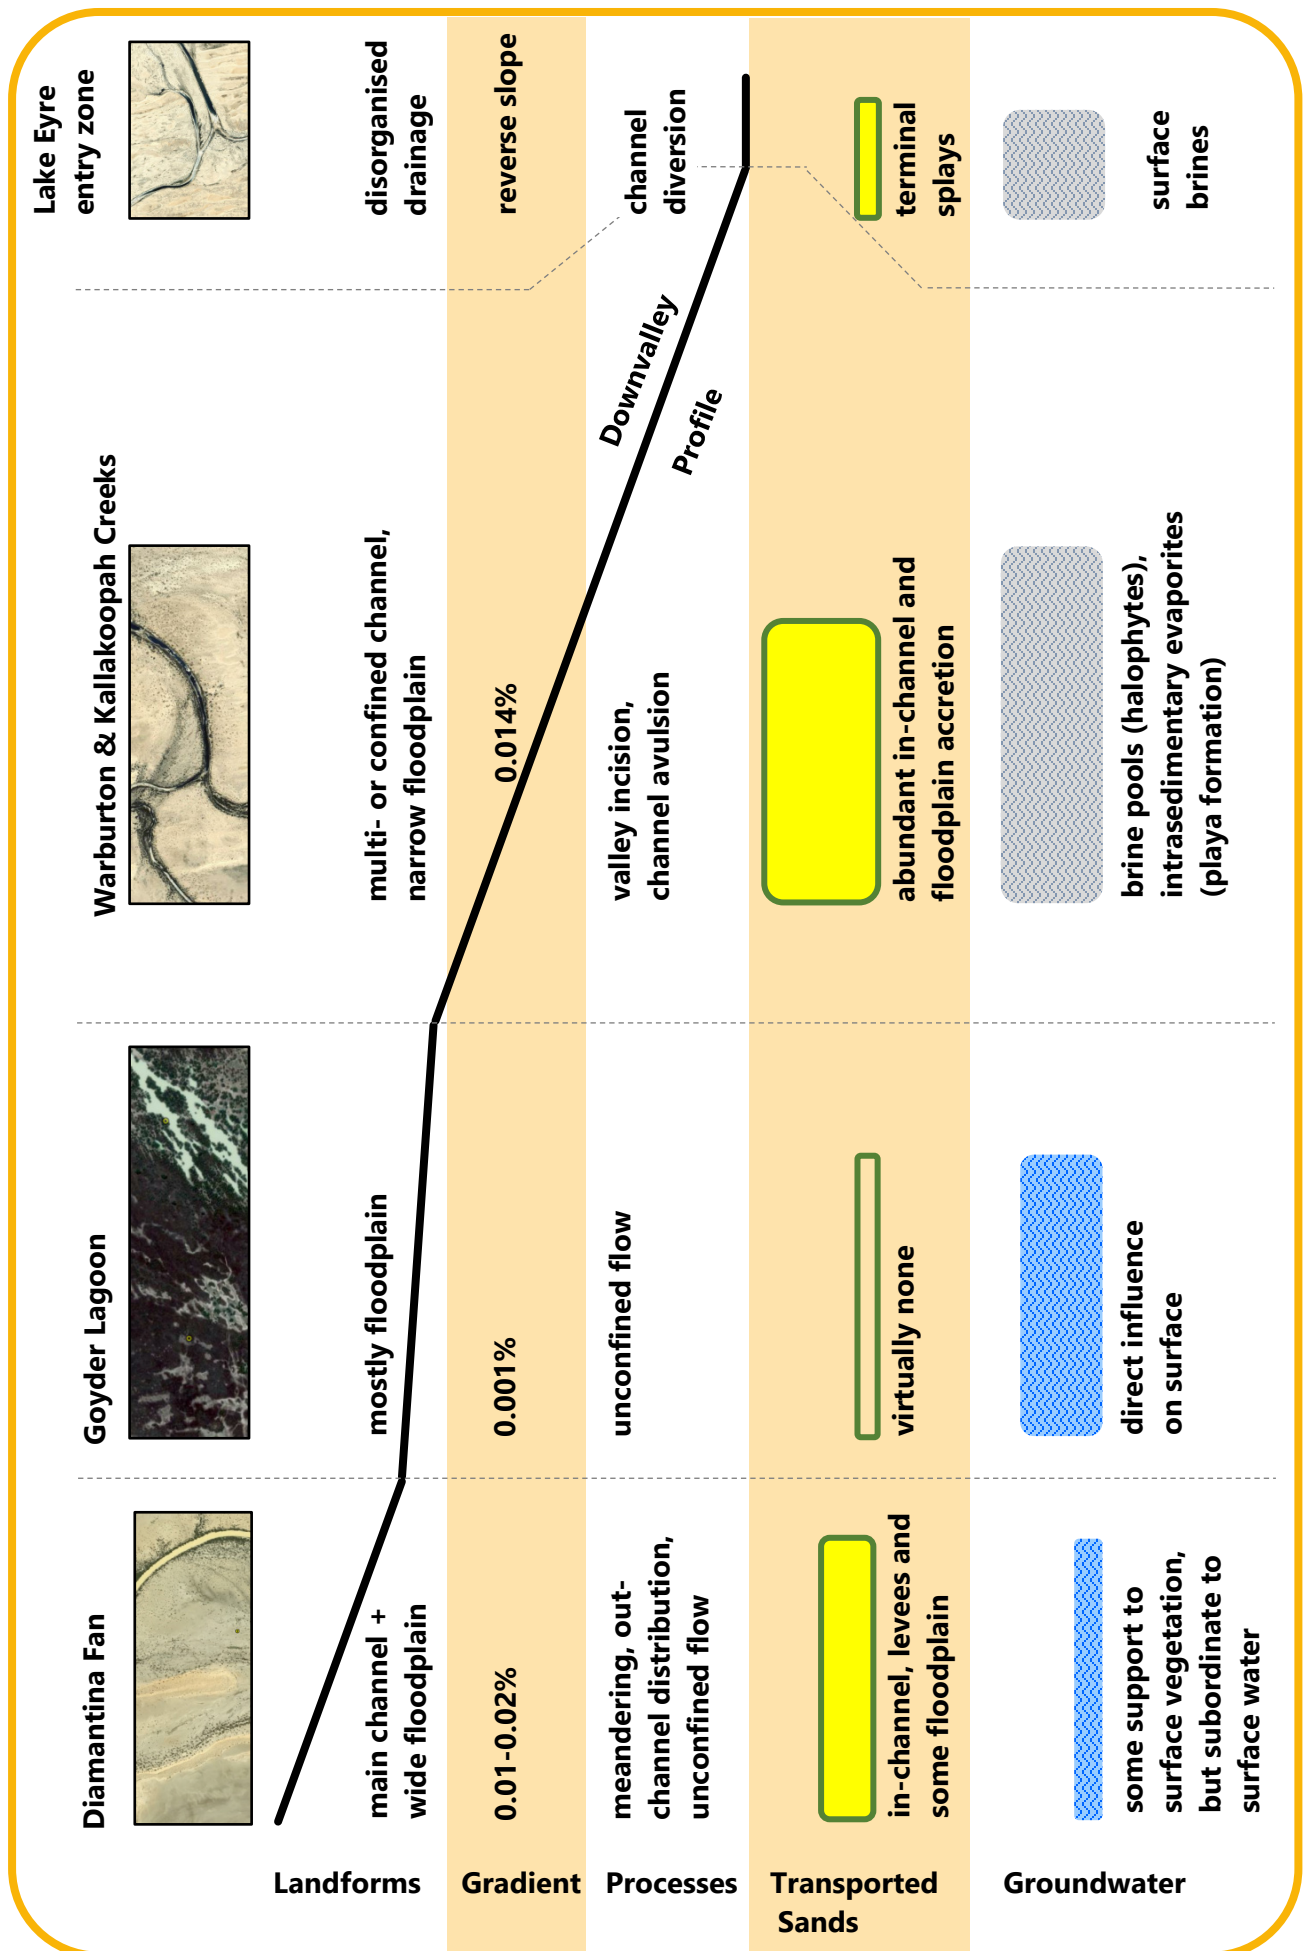 Diamantina Fan
Goyder Lagoon
Warburton & Kallakoopah Creeks
Lake Eyre
entry zone
Landforms
main channel +
wide floodplain
mostly floodplain
multi- or confined channel,
narrow floodplain
disorganised
drainage
Gradient
0.01-0.02%
0.001%
0.014%
reverse slope
Processes
meandering, out-
channel distribution,
unconfined flow
unconfined flow
valley incision,
channel avulsion
channel
diversion
Downvalley
Profile
Transported
Sands
in-channel, levees and
some floodplain
virtually none
abundant in-channel and
floodplain accretion
terminal
splays
Groundwater
some support to
surface vegetation,
but subordinate to
surface water
direct influence
on surface
brine pools (halophytes),
intrasedimentary evaporites
(playa formation)
surface
brines